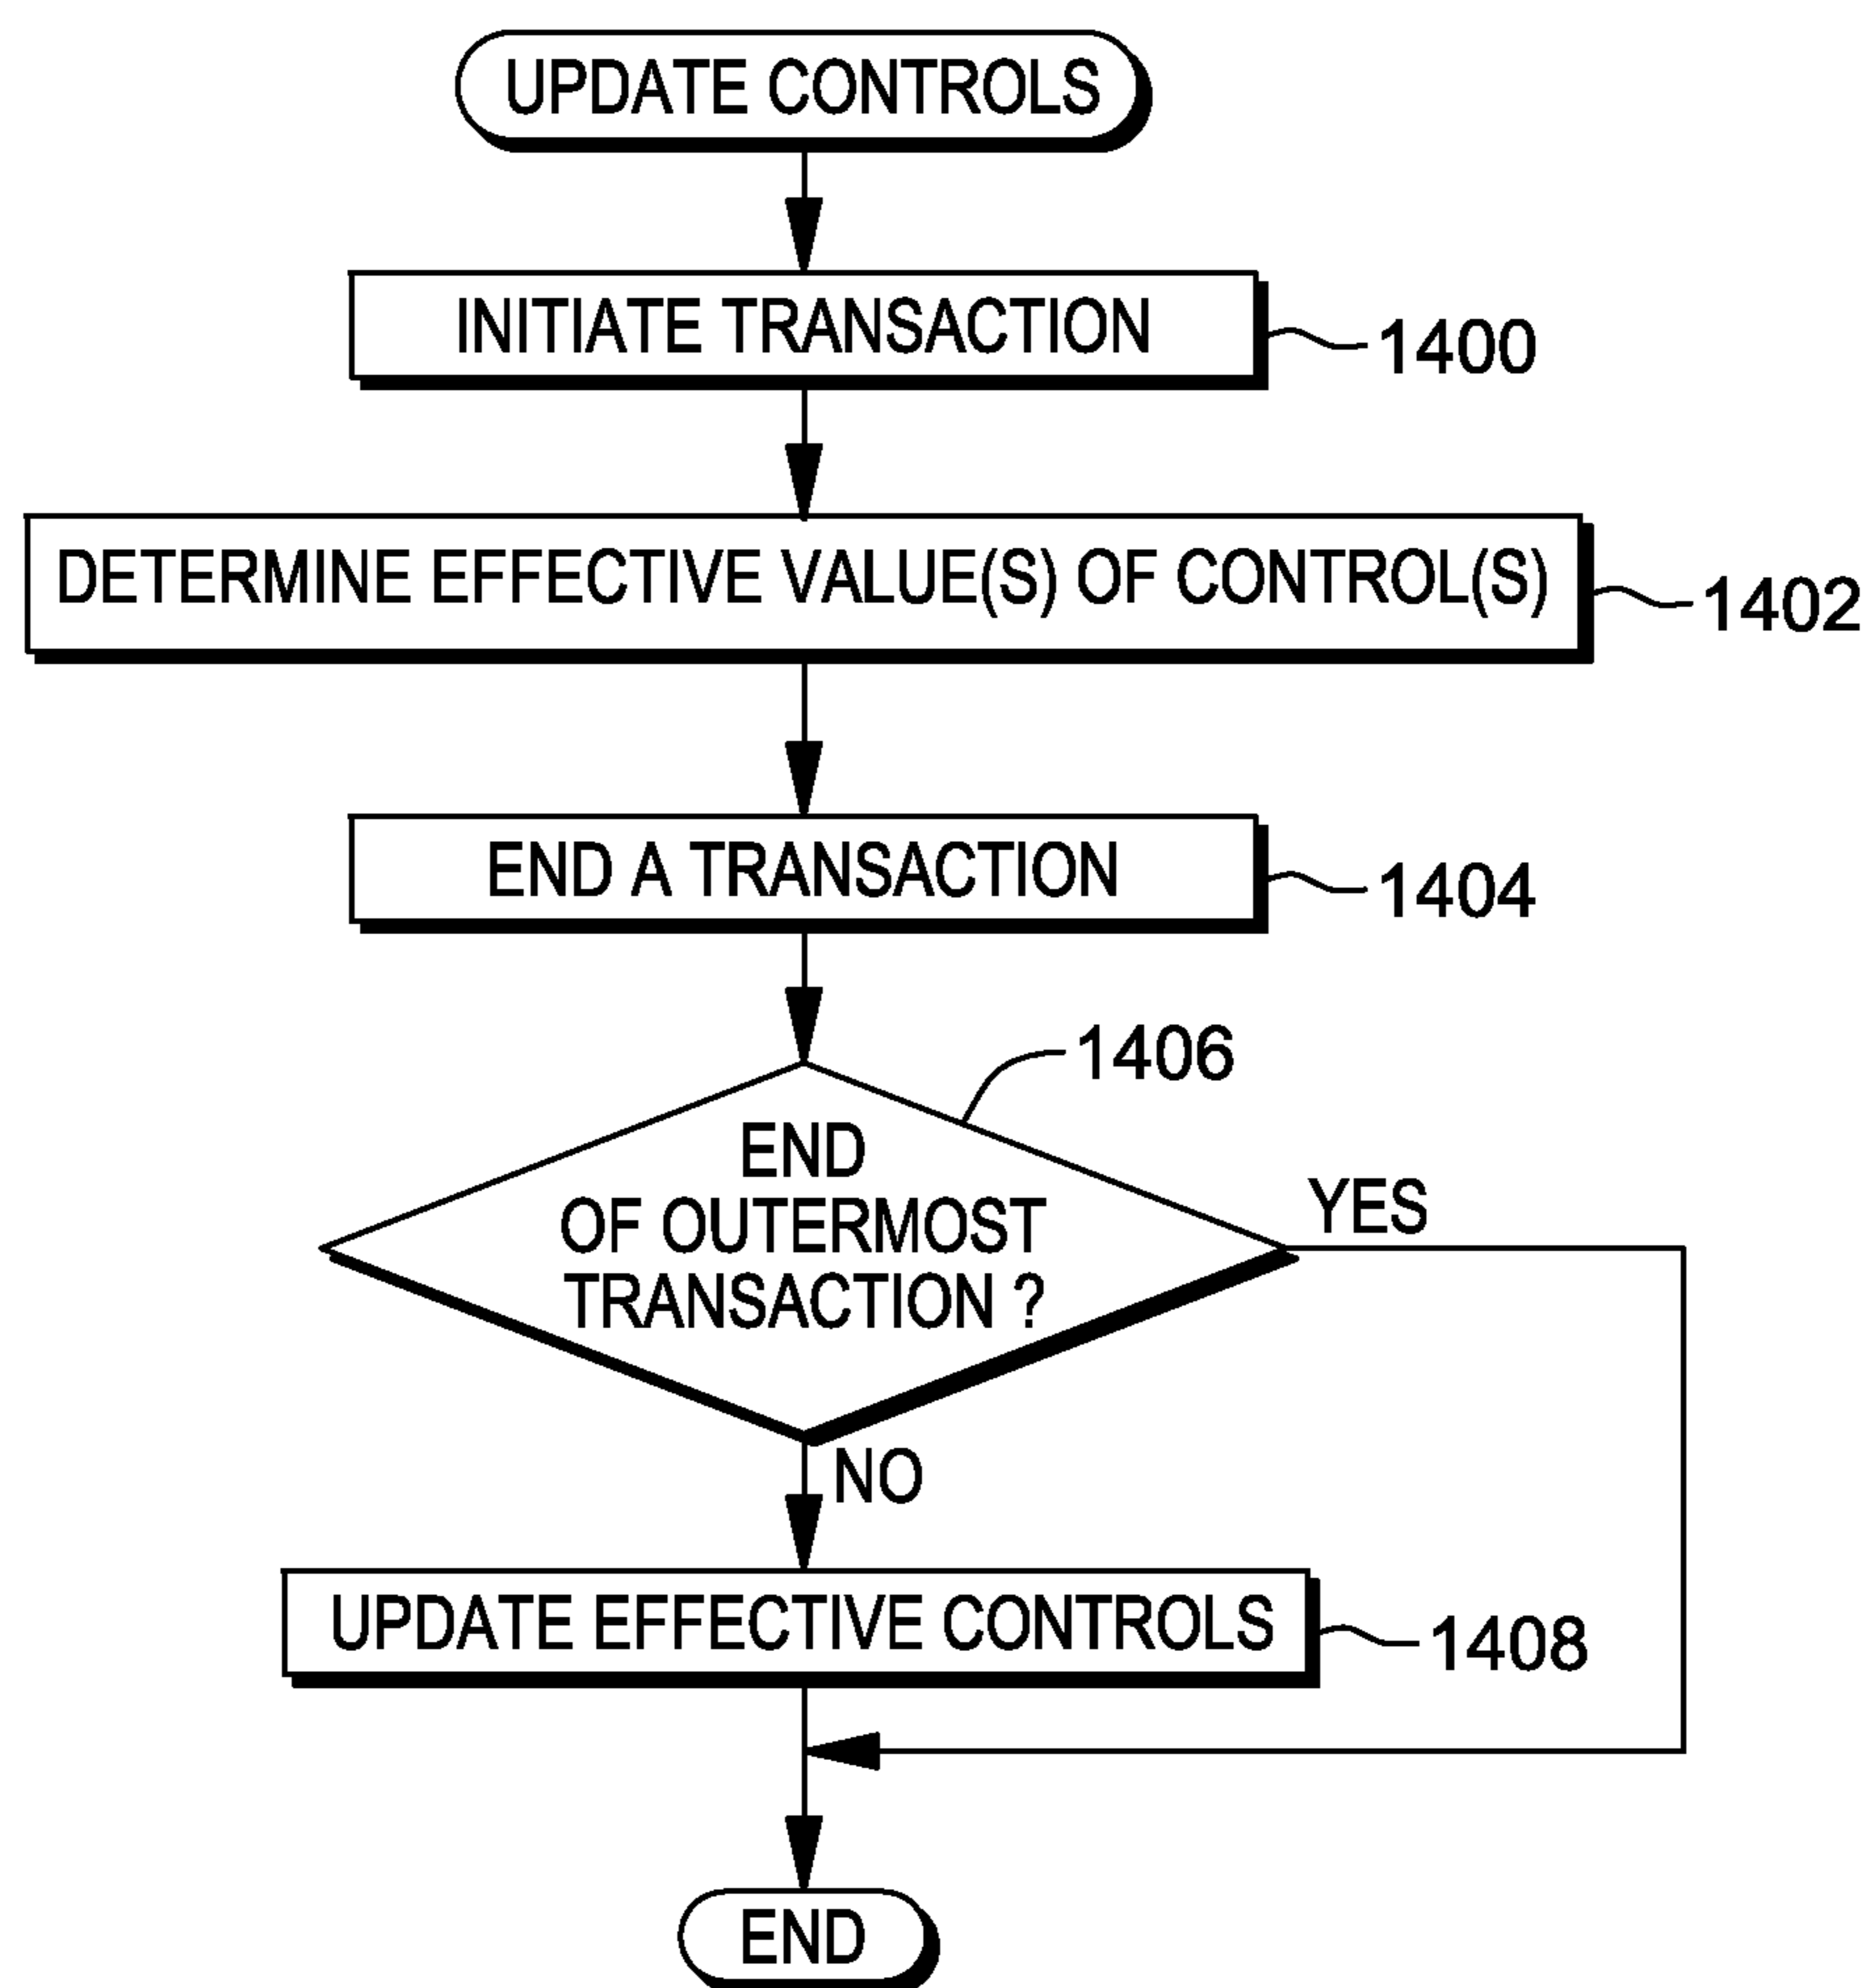 UPDATE CONTROLS
INITIATE TRANSACTION
1400
DETERMINE EFFECTIVE VALUE(S) OF CONTROL(S)
1402
END A TRANSACTION
1404
1406
END
OF OUTERMOST
TRANSACTION ?
YES
NO
UPDATE EFFECTIVE CONTROLS
1408
END